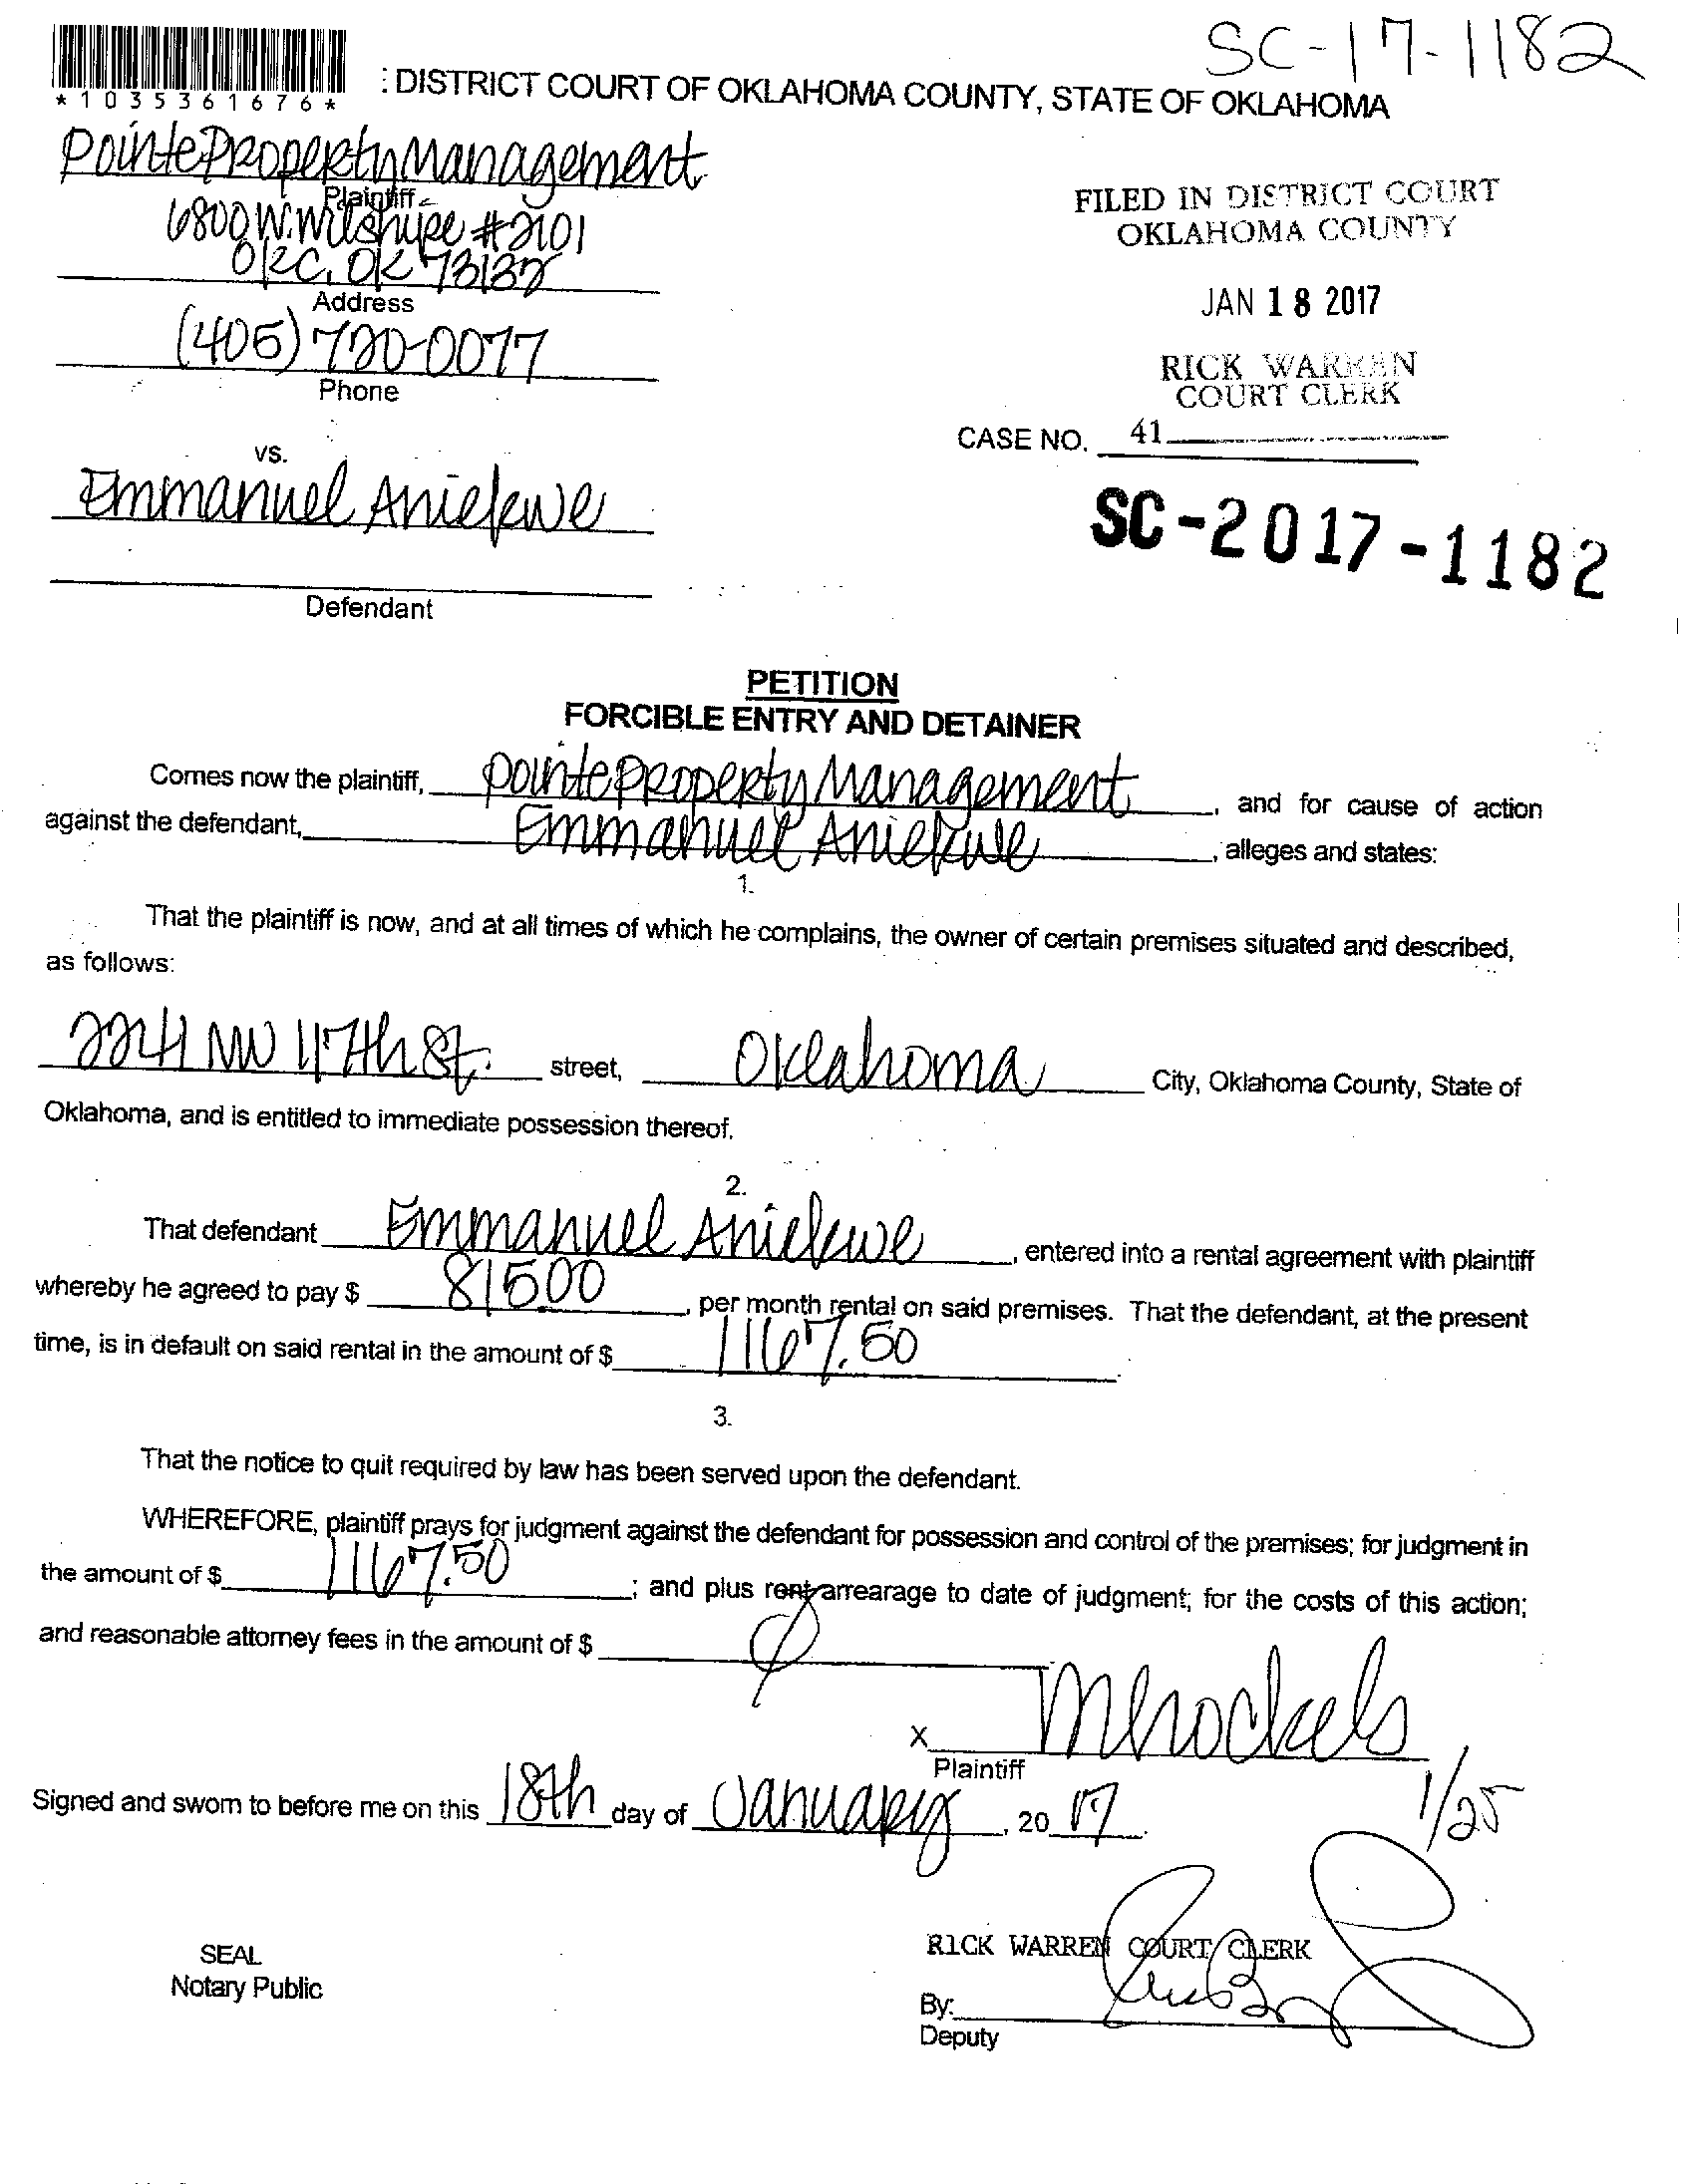 SC-17-1182
*1035361676*
: DISTRICT COURT OF OKLAHOMA COUNTY, STATE OF OKLAHOMA
Pointe Property Management
Plaintiff
6800 W. Wilshire #2101
OKC, OK 73132
Address
(405) 720-0077
Phone
FILED IN DISTRICT COURT
OKLAHOMA COUNTY
JAN 18 2017
RICK WARREN
COURT CLERK
CASE NO. 41
vs.
Emmanuel Aniekwe
SC-2017-1182
Defendant
PETITION
FORCIBLE ENTRY AND DETAINER
Comes now the plaintiff, Pointe Property Management, and for cause of action
against the defendant, Emmanuel Aniekwe, alleges and states:
1.
That the plaintiff is now, and at all times of which he complains, the owner of certain premises situated and described,
as follows:
2241 NW 117th St. street, Oklahoma City, Oklahoma County, State of
Oklahoma, and is entitled to immediate possession thereof.
2.
That defendant Emmanuel Aniekwe, entered into a rental agreement with plaintiff
whereby he agreed to pay $ 81500, per month rental on said premises. That the defendant, at the present
time, is in default on said rental in the amount of $ 1167.50.
3.
That the notice to quit required by law has been served upon the defendant.
WHEREFORE, plaintiff prays for judgment against the defendant for possession and control of the premises; for judgment in
the amount of $ 1167.50; and plus rent arrearage to date of judgment; for the costs of this action;
and reasonable attorney fees in the amount of $ 0
X
Plaintiff
Signed and sworn to before me on this 18th day of January, 20 17.
1/25
SEAL
Notary Public
RICK WARREN COURT CLERK
By:
Deputy